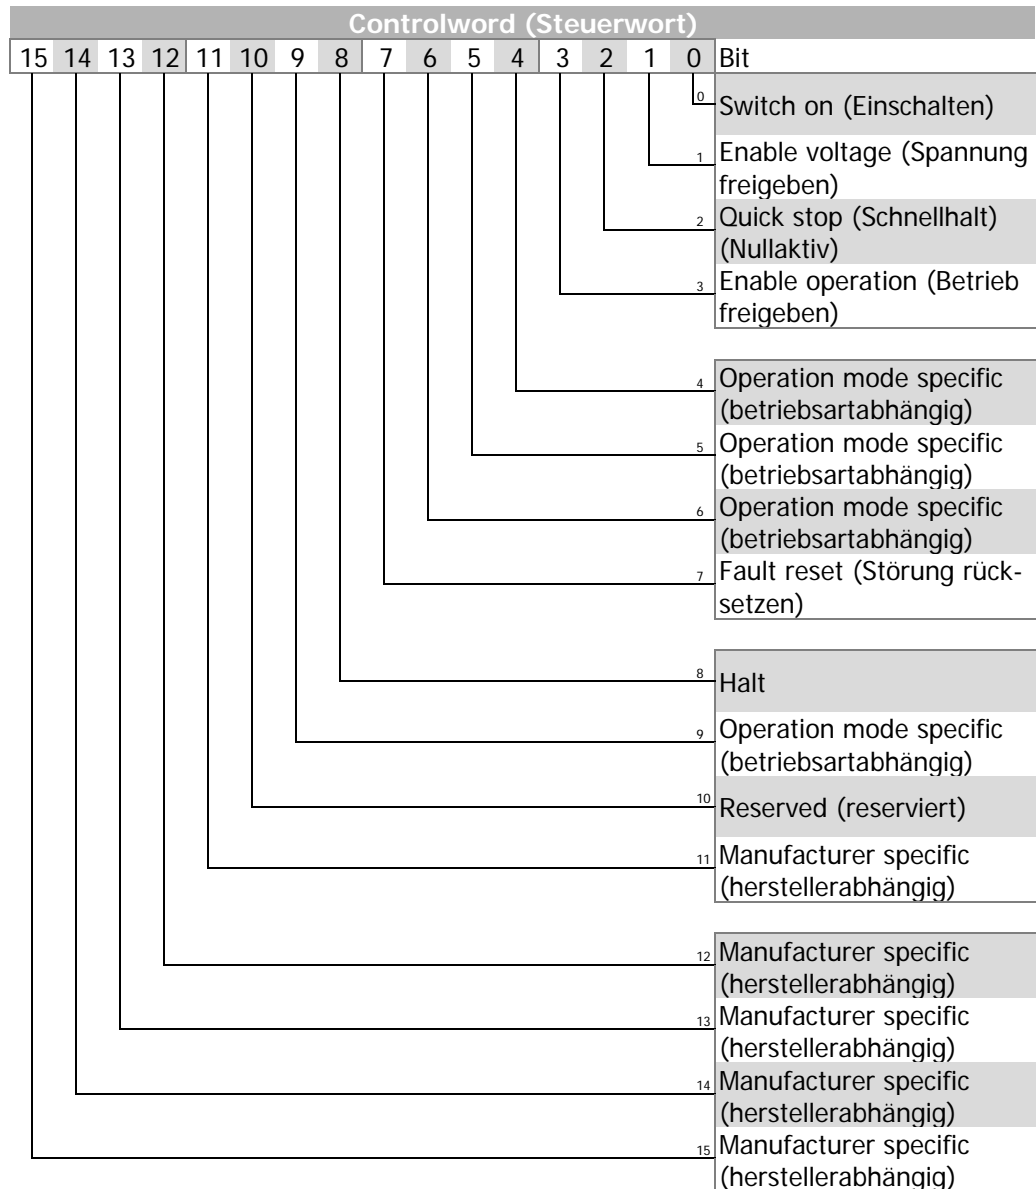 Controlword (Steuerwort)
15 14 13 12 11 10 9 8 7 6 5 4 3 2 1 0 Bit
0 Switch on (Einschalten)
1 Enable voltage (Spannung
freigeben)
2 Quick stop (Schnellhalt)
(Nullaktiv)
3 Enable operation (Betrieb
freigeben)
4 Operation mode specific
(betriebsartabhängig)
5 Operation mode specific
(betriebsartabhängig)
6 Operation mode specific
(betriebsartabhängig)
7 Fault reset (Störung rück-
setzen)
8 Halt
9 Operation mode specific
(betriebsartabhängig)
10 Reserved (reserviert)
11 Manufacturer specific
(herstellerabhängig)
12 Manufacturer specific
(herstellerabhängig)
13 Manufacturer specific
(herstellerabhängig)
14 Manufacturer specific
(herstellerabhängig)
15 Manufacturer specific
(herstellerabhängig)